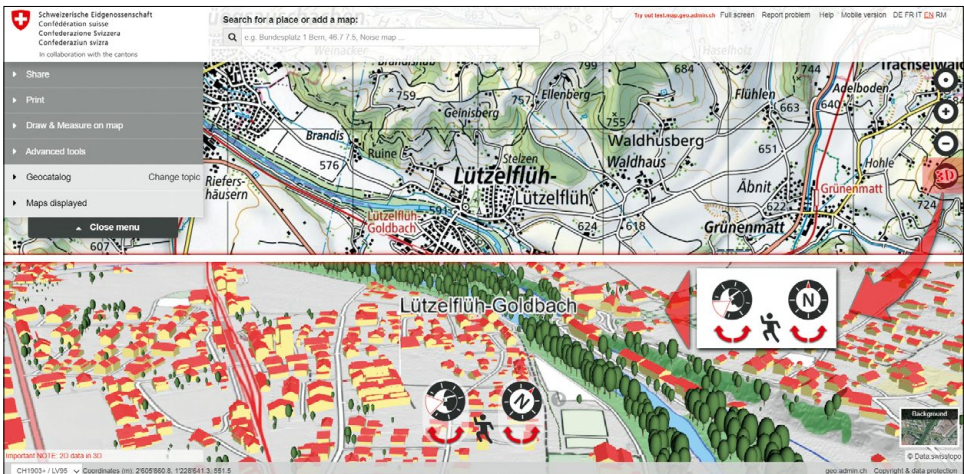 Schweizerische Eidgenossenschaft
Confédération suisse
Confederazione Svizzera
Confederaziun svizra
In collaboration with the cantons
Search for a place or add a map:
e.g. Bundesplatz 1 Bern, 46.7 7.5, Noise map ...
Try out test.map.geo.admin.ch Full screen Report problem Help Mobile version DE FR IT EN RM
Share
Print
Draw & Measure on map
Advanced tools
Geocatalog Change topic
Maps displayed
Close menu
Weinacker
Haselholz
Trachselwald
799
684
744
759
Ellenberg
Flühlen
663
640
Adelboden
757
Geinisberg
755
Brandis
Waldhusberg
651
576
Ruine
Stelzen
Waldhaus
Hohle
3D
Riefers-
häusern
Lützelflüh-
Lützelflüh
Äbnit
Grünenmatt
724
591
622
Lützelflüh-
Goldbach
624
618
Grünenmatt
607
Lützelflüh-Goldbach
N
N
Background
Important NOTE: 2D data in 3D
© Data:swisstopo
CH1903+ / LV95 Coordinates (m): 2'605'860.8, 1'228'641.3, 551.5
geo.admin.ch Copyright & data protection